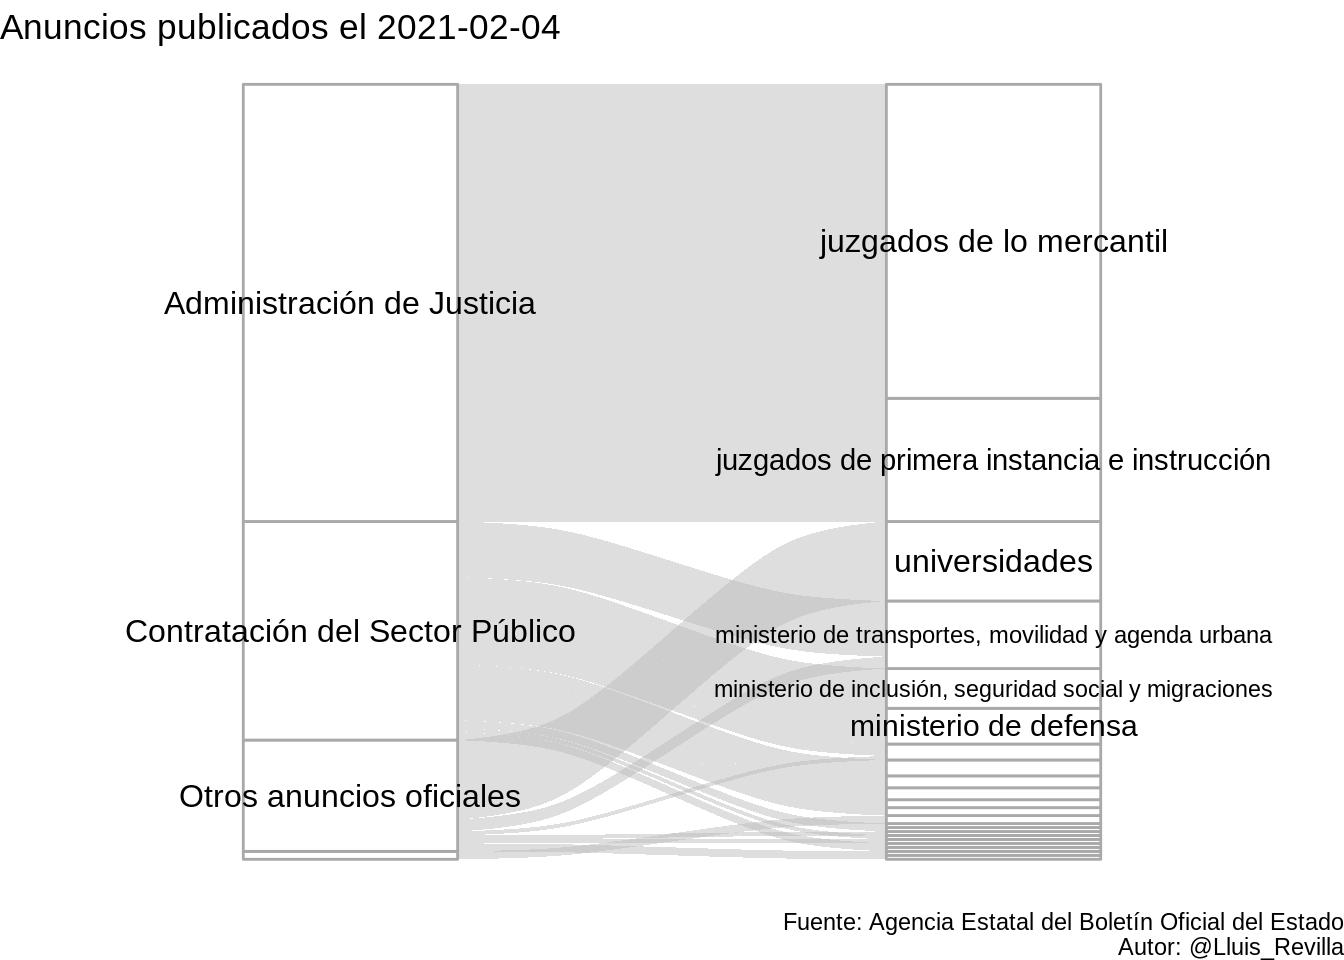 Anuncios publicados el 2021-02-04
juzgados de lo mercantil
Administración de Justicia
juzgados de primera instancia e instrucción
universidades
Contratación del Sector Público
ministerio de transportes, movilidad y agenda urbana
ministerio de inclusión, seguridad social y migraciones
ministerio de defensa
Otros anuncios oficiales
Fuente: Agencia Estatal del Boletín Oficial del Estado
Autor: @Lluis_Revilla